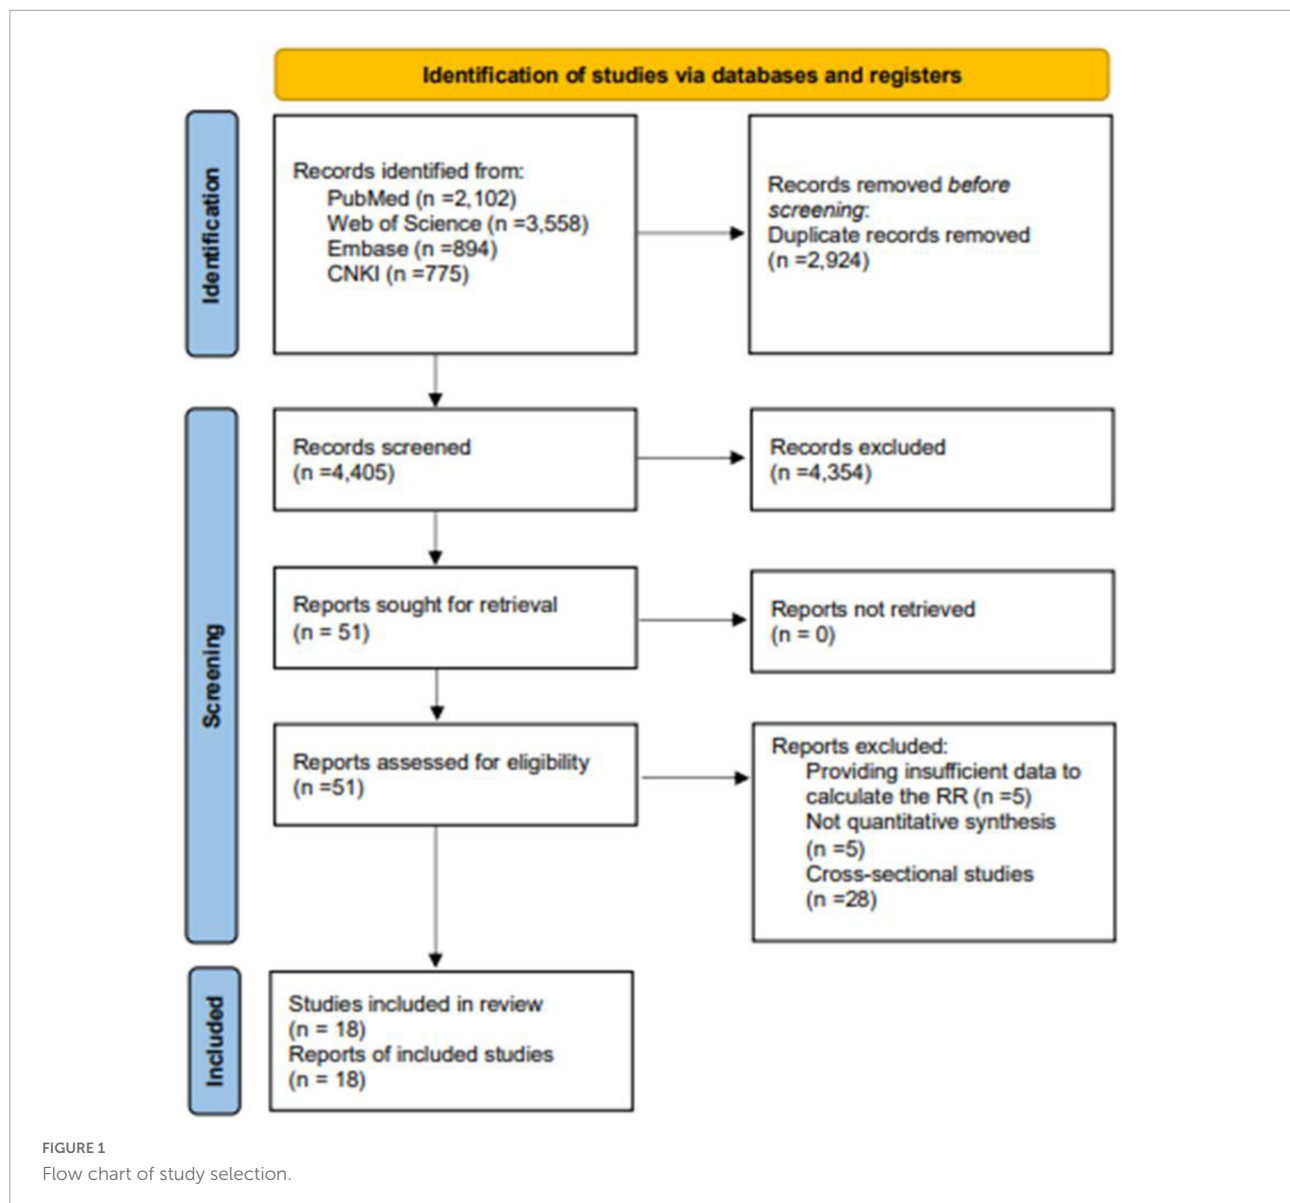 Identification of studies via databases and registers
Identification
Records identified from:
PubMed (n =2,102)
Web of Science (n =3,558)
Embase (n =894)
CNKI (n =775)
Records removed before
screening:
Duplicate records removed
(n =2,924)
Screening
Records screened
(n =4,405)
Records excluded
(n =4,354)
Reports sought for retrieval
(n = 51)
Reports not retrieved
(n = 0)
Reports assessed for eligibility
(n =51)
Reports excluded:
Providing insufficient data to
calculate the RR (n =5)
Not quantitative synthesis
(n =5)
Cross-sectional studies
(n =28)
Included
Studies included in review
(n = 18)
Reports of included studies
(n = 18)
FIGURE 1
Flow chart of study selection.